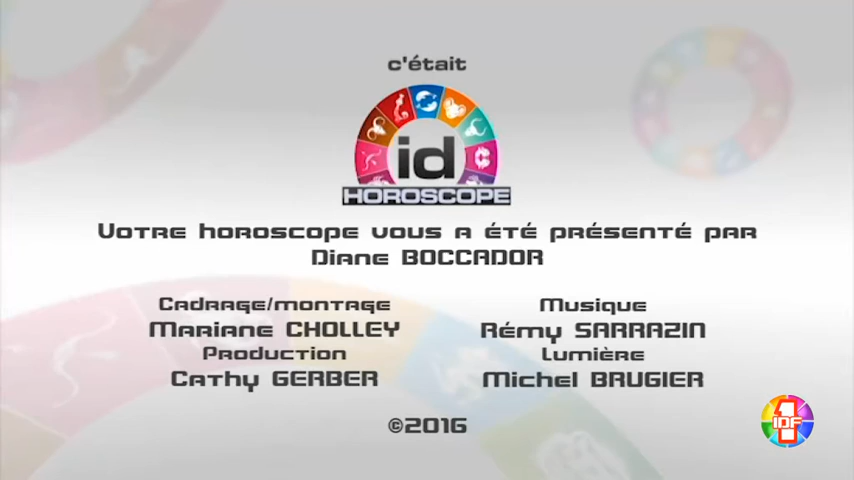 c'était
id
HOROSCOPE
Votre horoscope vous a été présenté par
Diane BOCCADOR
Cadrage/montage
Mariane CHOLLEY
Production
Cathy GERBER
Musique
Rémy SARRAZIN
Lumière
Michel BRUGIER
©2016
1
IDF